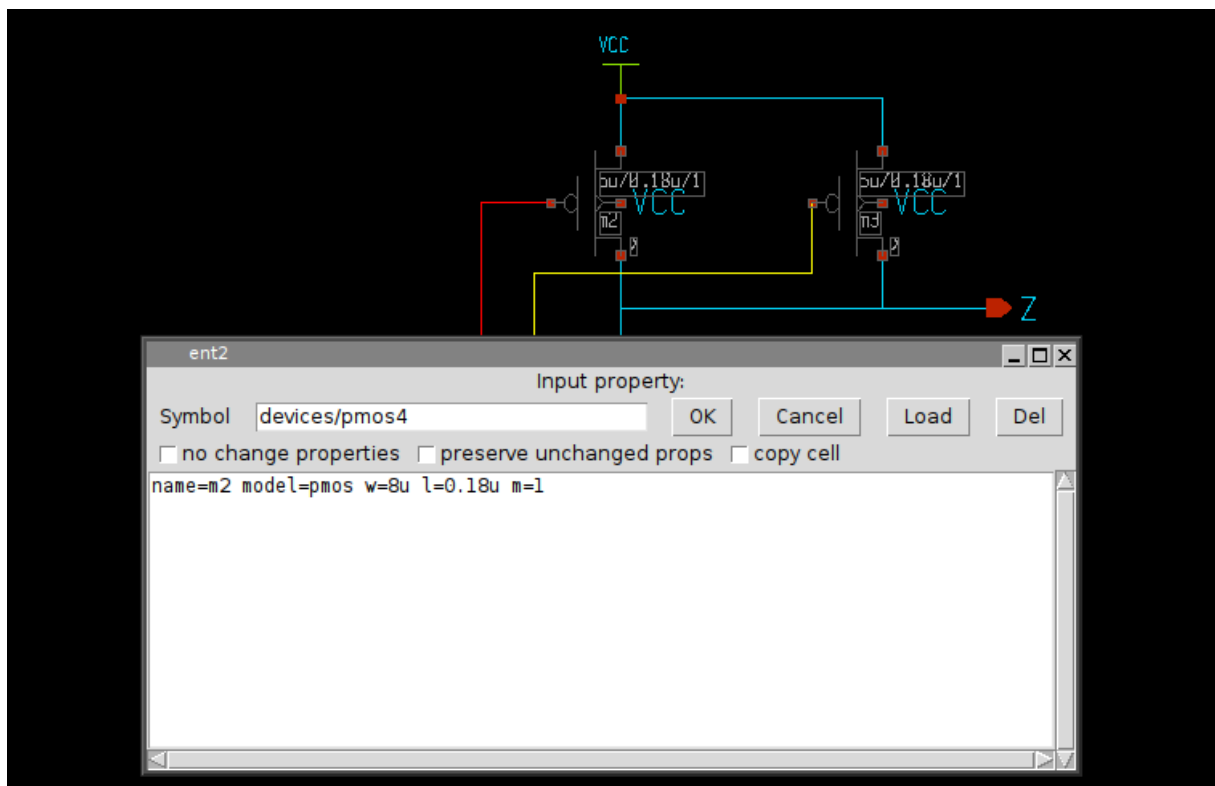 VCC
5u/0.18u/1 5u/0.18u/1
VCC VCC
m2 m3
Z
ent2
Input property:
Symbol devices/pmos4 OK Cancel Load Del
no change properties preserve unchanged props copy cell
name=m2 model=pmos w=8u l=0.18u m=1